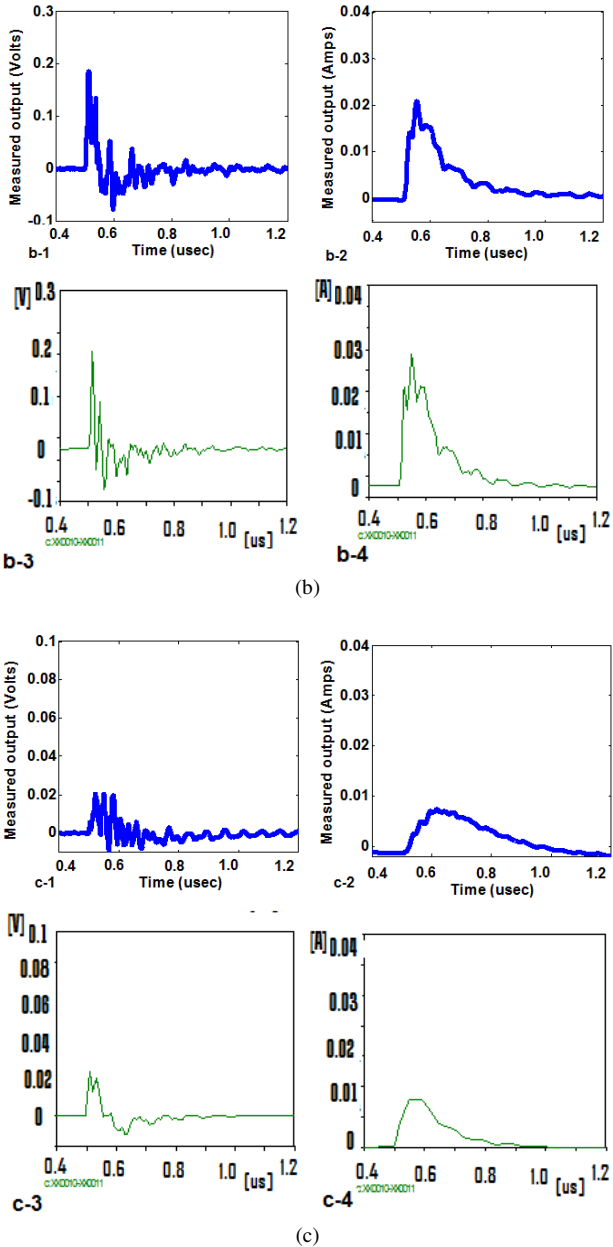 0.3
0.2
0.1
0
-0.1
Measured output (Volts)
0.4 0.6 0.8 1.0 1.2
Time (usec)
b-1
0.04
0.03
0.02
0.01
0
Measured output (Amps)
0.4 0.6 0.8 1.0 1.2
Time (usec)
b-2
[V] 0.3
0.2
0.1
0
-0.1
0.4 0.6 0.8 1.0 [us] 1.2
c:XX0010-XX0011
b-3
[A] 0.04
0.03
0.02
0.01
0
0.4 0.6 0.8 1.0 [us] 1.2
c:XX0010-XX0011
b-4
(b)
0.1
0.08
0.06
0.04
0.02
0
Measured output (Volts)
0.4 0.6 0.8 1.0 1.2
Time (usec)
c-1
0.04
0.03
0.02
0.01
0
Measured output (Amps)
0.4 0.6 0.8 1.0 1.2
Time (usec)
c-2
[V] 0.1
0.08
0.06
0.04
0.02
0
0.4 0.6 0.8 1.0 [us] 1.2
c:XX0010-XX0011
c-3
[A] 0.04
0.03
0.02
0.01
0
0.4 0.6 0.8 1.0 [us] 1.2
c:XX0010-XX0011
c-4
(c)